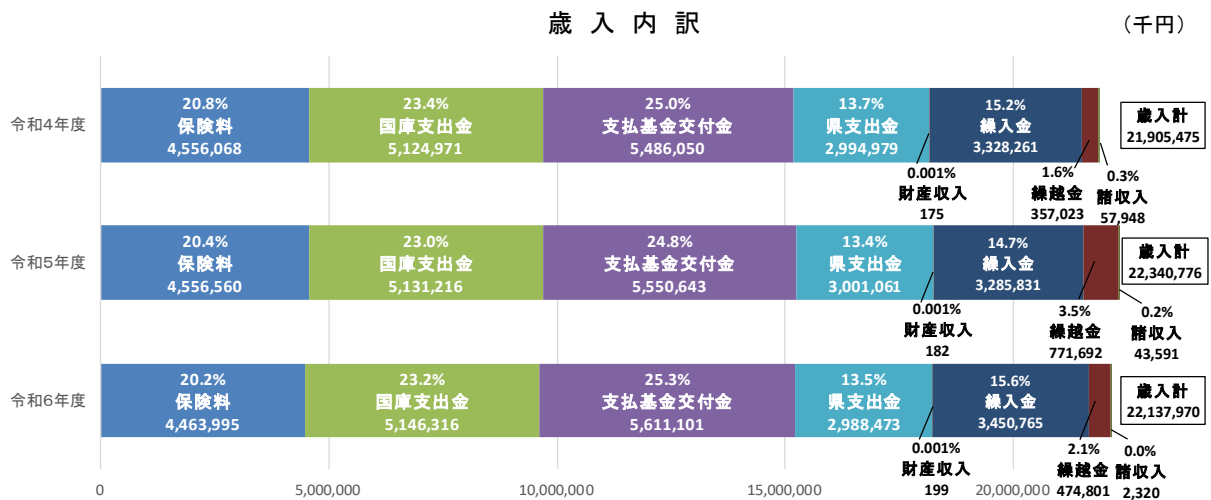 歳入内訳
(千円)
令和4年度
20.8%
保険料
4,556,068
23.4%
国庫支出金
5,124,971
25.0%
支払基金交付金
5,486,050
13.7%
県支出金
2,994,979
15.2%
繰入金
3,328,261
歳入計
21,905,475
0.001%
財産収入
175
1.6%
繰越金
357,023
0.3%
諸収入
57,948
令和5年度
20.4%
保険料
4,556,560
23.0%
国庫支出金
5,131,216
24.8%
支払基金交付金
5,550,643
13.4%
県支出金
3,001,061
14.7%
繰入金
3,285,831
歳入計
22,340,776
0.001%
財産収入
182
3.5%
繰越金
771,692
0.2%
諸収入
43,591
令和6年度
20.2%
保険料
4,463,995
23.2%
国庫支出金
5,146,316
25.3%
支払基金交付金
5,611,101
13.5%
県支出金
2,988,473
15.6%
繰入金
3,450,765
歳入計
22,137,970
0.001%
財産収入
199
2.1%
繰越金
474,801
0.0%
諸収入
2,320
0
5,000,000
10,000,000
15,000,000
20,000,000